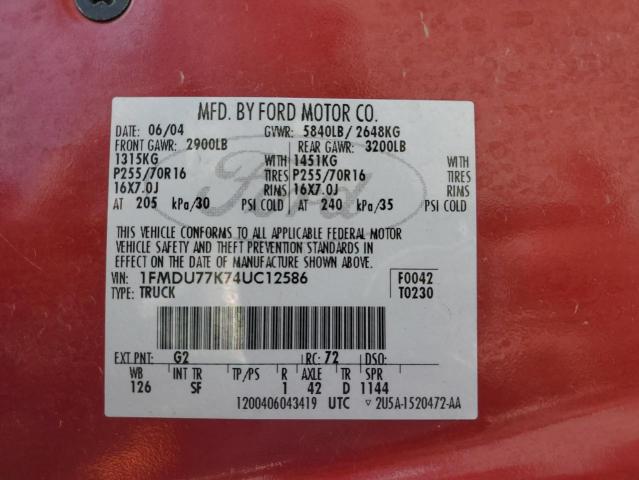 MFD. BY FORD MOTOR CO.
DATE: 06/04 GVWR: 5840LB/ 2648KG
FRONT GAWR: 2900LB REAR GAWR: 3200LB
1315KG WITH 1451KG WITH
P255/70R16 TIRES P255/70R16 TIRES
16X7.0J RIMS 16X7.0J RIMS
AT 205 kPa/30 PSI COLD AT 240 kPa/35 PSI COLD
Ford
THIS VEHICLE CONFORMS TO ALL APPLICABLE FEDERAL MOTOR
VEHICLE SAFETY AND THEFT PREVENTION STANDARDS IN
EFFECT ON THE DATE OF MANUFACTURE SHOWN ABOVE.
VIN: 1FMDU77K74UC12586 F0042
TYPE: TRUCK T0230
EXT PNT: G2 RC: 72 DSO:
WB INT TR TP/PS R AXLE TR SPR
126 SF 1 42 D 1144
1200406043419 UTC ▽ 2U5A-1520472-AA